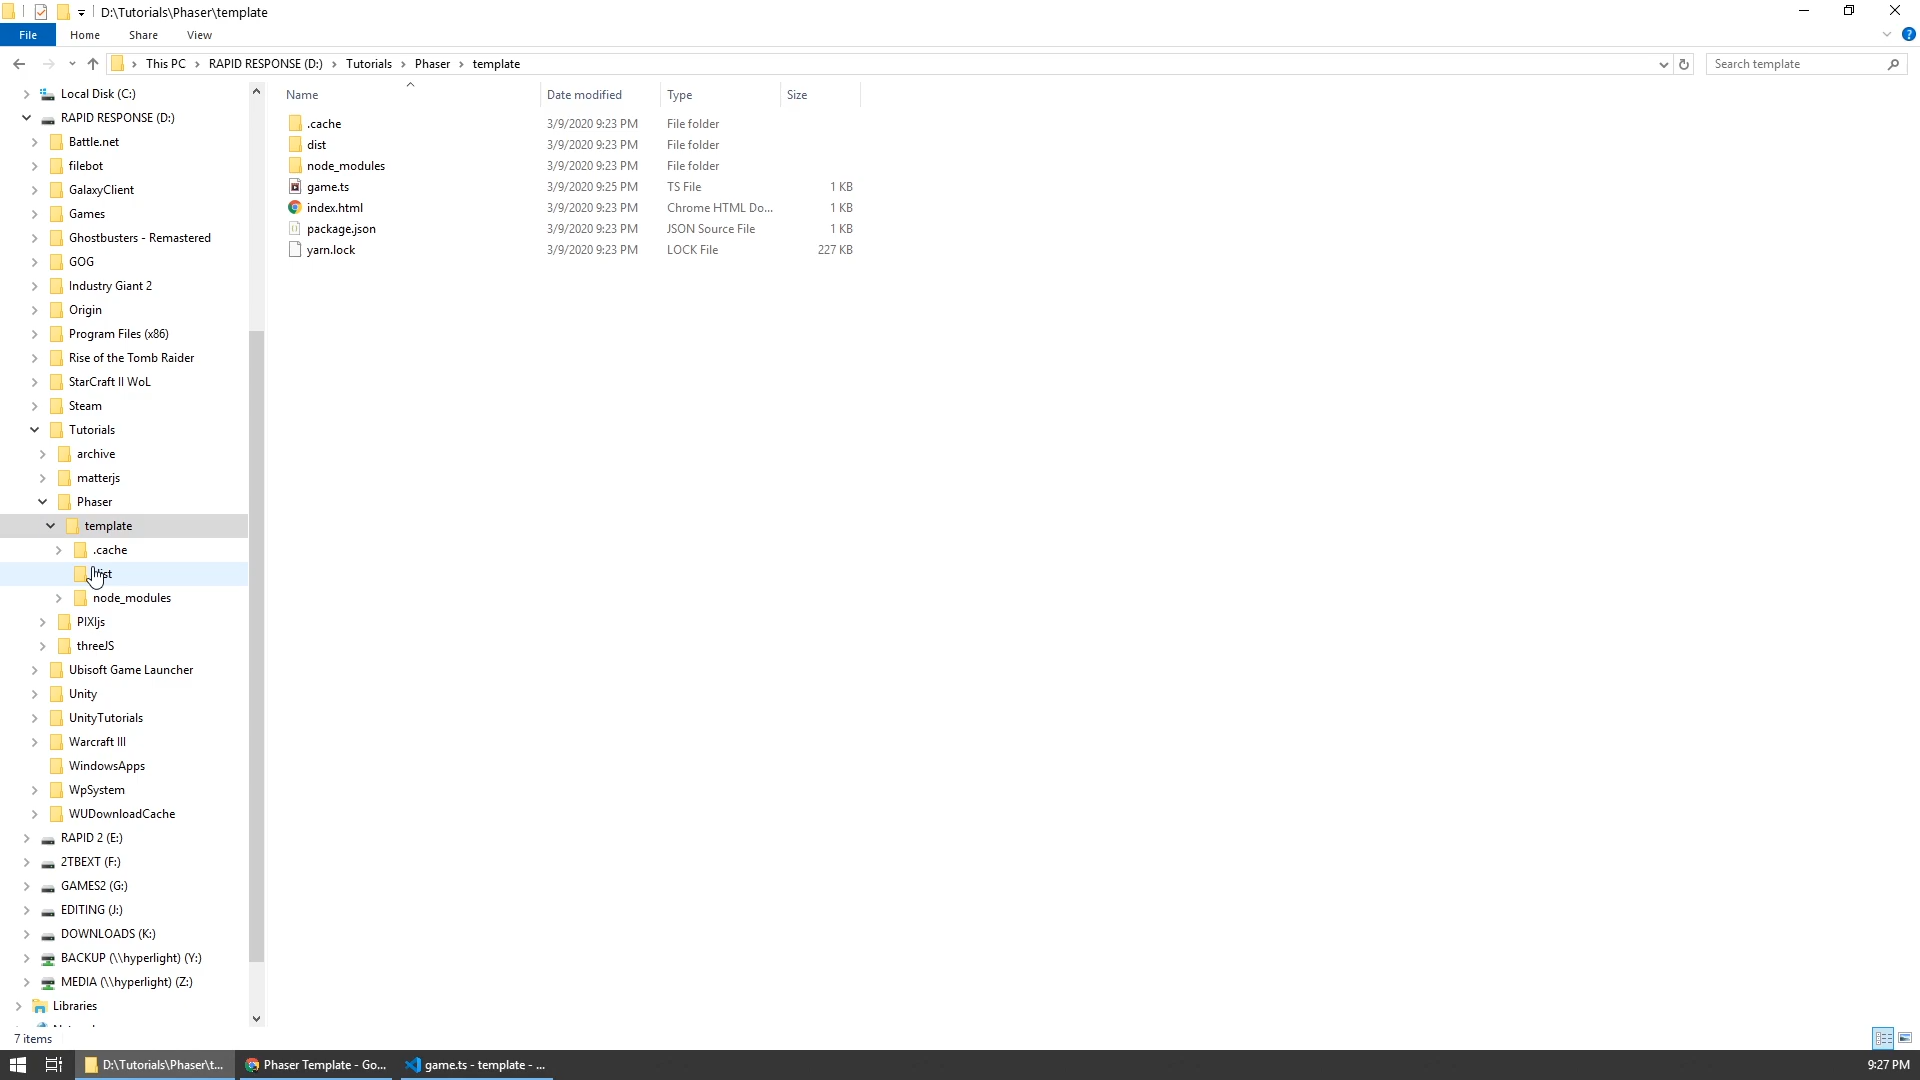 D:\Tutorials\Phaser\template
File Home Share View
This PC RAPID RESPONSE (D:) Tutorials Phaser template
Search template
Local Disk (C:)
RAPID RESPONSE (D:)
Battle.net
filebot
GalaxyClient
Games
Ghostbusters - Remastered
GOG
Industry Giant 2
Origin
Program Files (x86)
Rise of the Tomb Raider
StarCraft II WoL
Steam
Tutorials
archive
matterjs
Phaser
template
.cache
node_modules
PIXIjs
threeJS
Ubisoft Game Launcher
Unity
UnityTutorials
Warcraft III
WindowsApps
WpSystem
WUDownloadCache
RAPID 2 (E:)
2TBEXT (F:)
GAMES2 (G:)
EDITING (J:)
DOWNLOADS (K:)
BACKUP (\\hyperlight) (Y:)
MEDIA (\\hyperlight) (Z:)
Libraries
Name Date modified Type Size
.cache 3/9/2020 9:23 PM File folder
dist 3/9/2020 9:23 PM File folder
node_modules 3/9/2020 9:23 PM File folder
game.ts 3/9/2020 9:25 PM TS File 1 KB
index.html 3/9/2020 9:23 PM Chrome HTML Do... 1 KB
package.json 3/9/2020 9:23 PM JSON Source File 1 KB
yarn.lock 3/9/2020 9:23 PM LOCK File 227 KB
7 items
D:\Tutorials\Phaser\t... Phaser Template - Go... game.ts - template - ... 9:27 PM